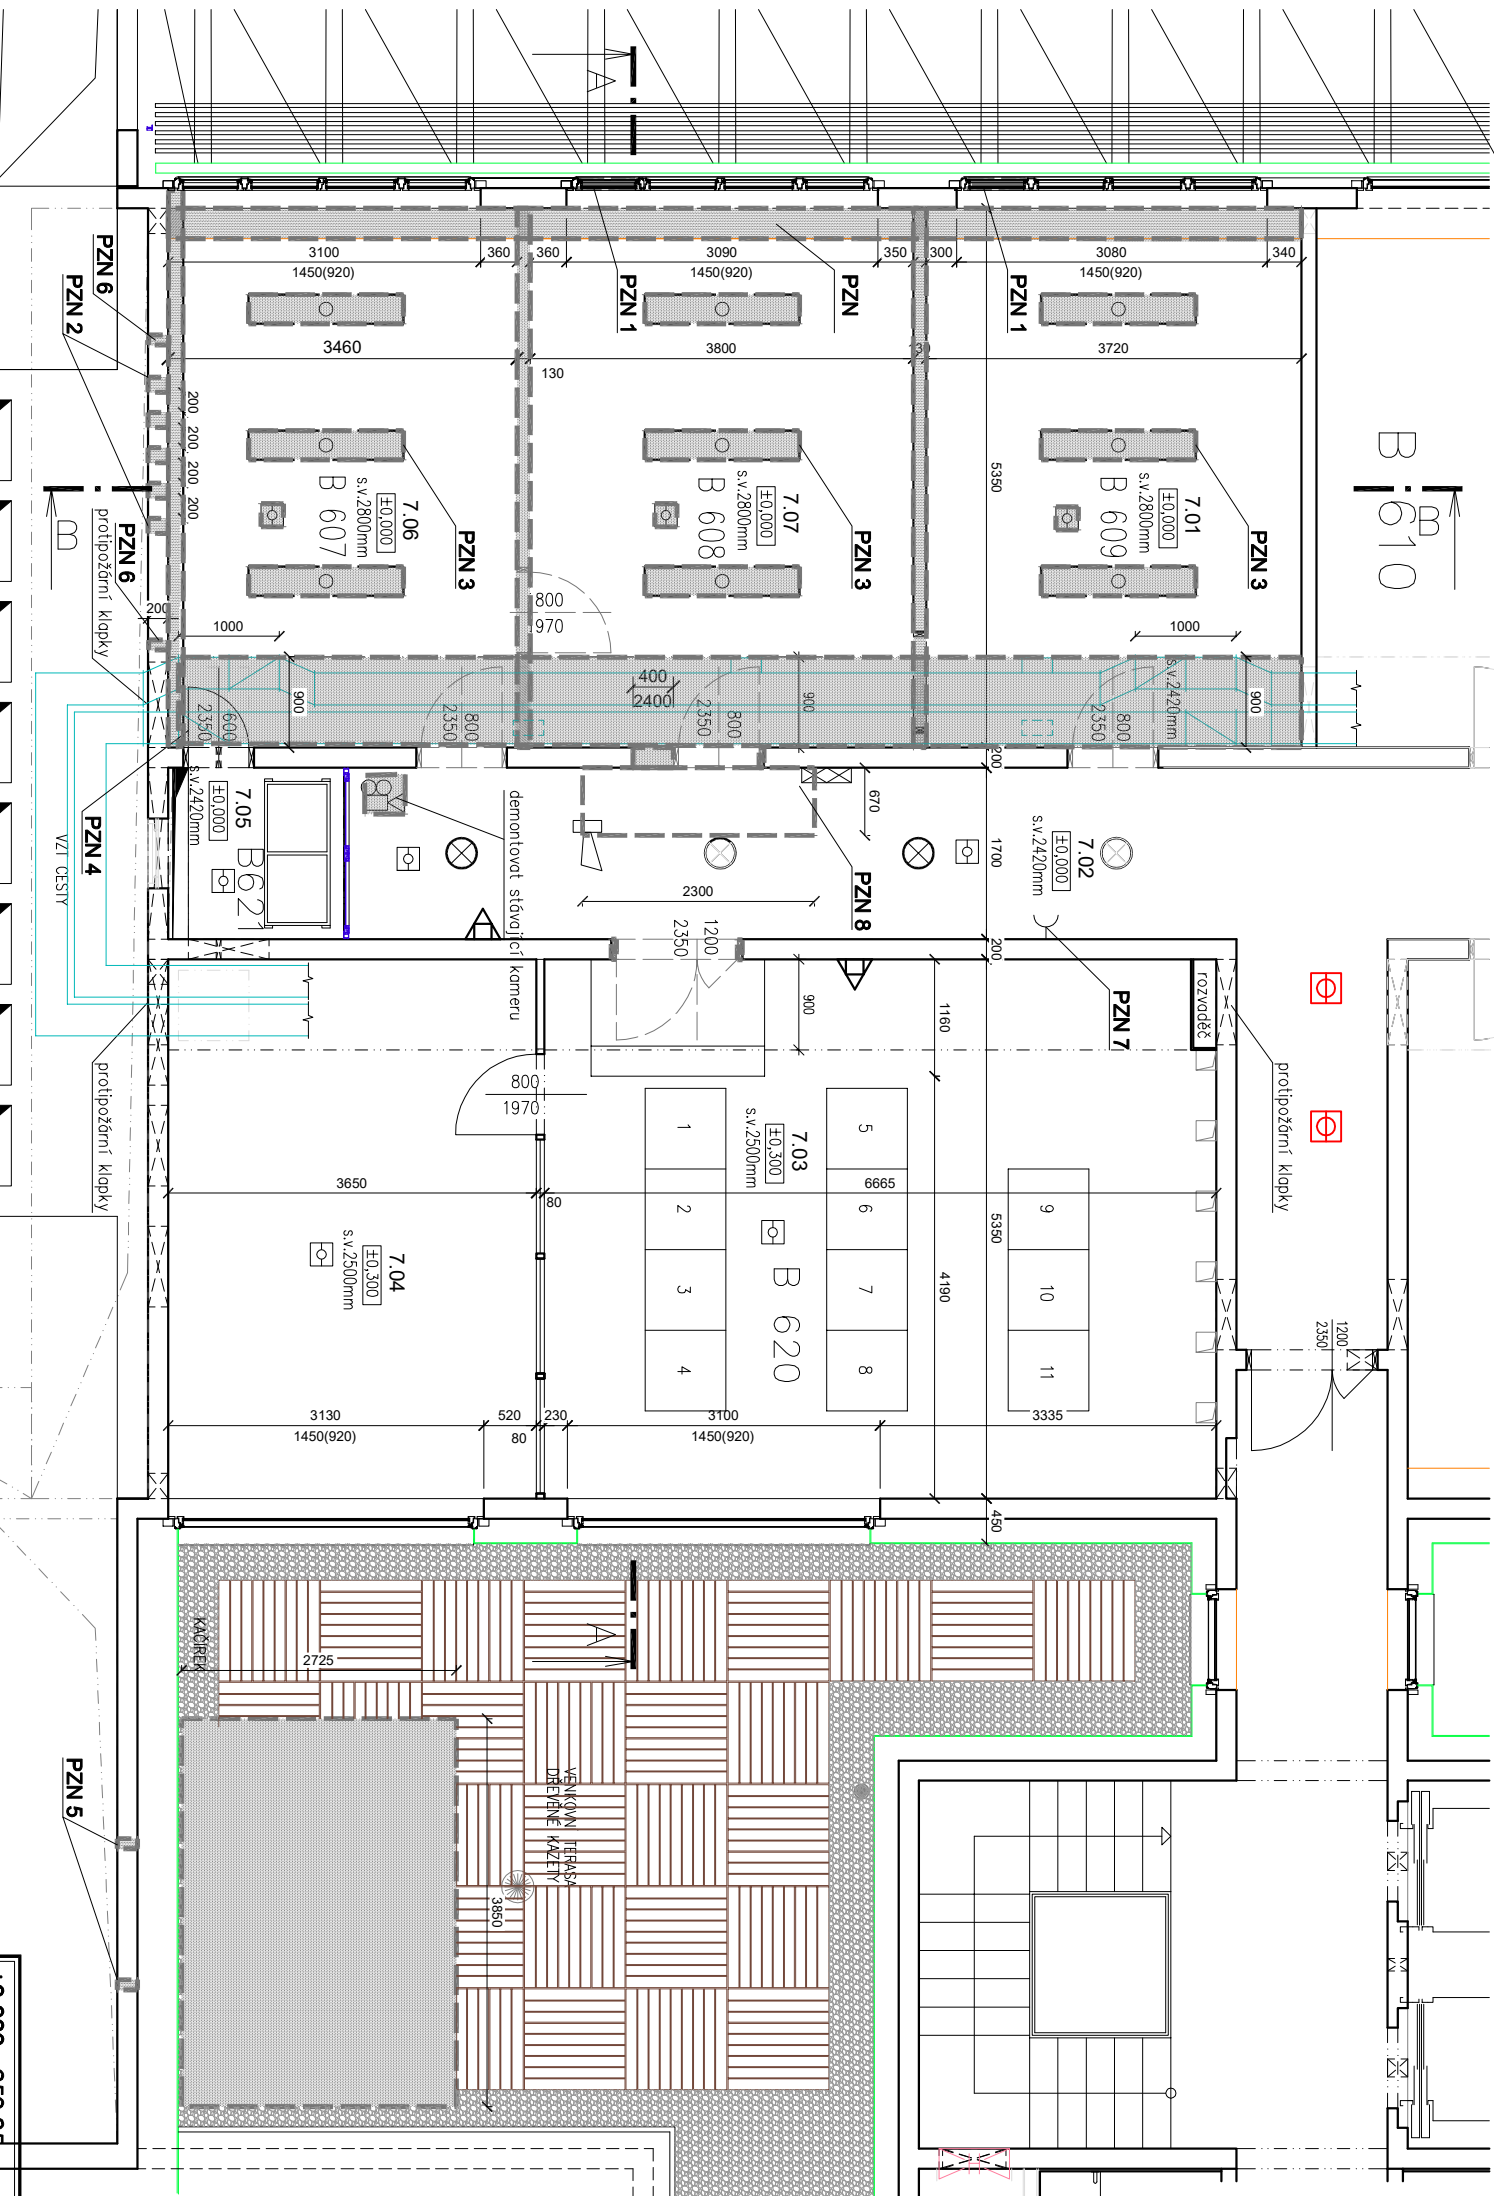 A
B 610
B
3100
1450(920)
360
360
3090
1450(920)
350
300
3080
1450(920)
340
PZN 6
PZN 2
PZN 1
PZN
PZN 1
3460
130
3800
3720
5350
200
200
200
200
7.06
±0,000
s.v.2800mm
B 607
PZN 3
7.07
±0,000
s.v.2800mm
B 608
PZN 3
7.01
±0,000
s.v.2800mm
B 609
PZN 3
B
PZN 6
protipožární klapky
200
1000
800
1970
1000
900
600
2350
800
2350
400
2400
800
2350
900
s.v.2420mm
800
2350
900
200
VZT CESTY
PZN 4
7.05
±0,000
s.v.2420mm
B621
demontovat stávající kameru
670
PZN 8
2300
1700
7.02
±0,000
s.v.2420mm
1200
2350
200
PZN 7
rozvaděč
protipožární klapky
protipožární klapky
900
1160
800
1970
7.03
±0,300
s.v.2500mm
B 620
1
2
3
4
5
6
7
8
9
10
11
3650
80
6665
5350
4190
7.04
±0,300
s.v.2500mm
1200
2350
3130
1450(920)
520
80
230
3100
1450(920)
3335
450
KAČÍREK
2725
A
VENKOVN TERASA
DŘEVĚNÉ KAZETY
3850
PZN 5